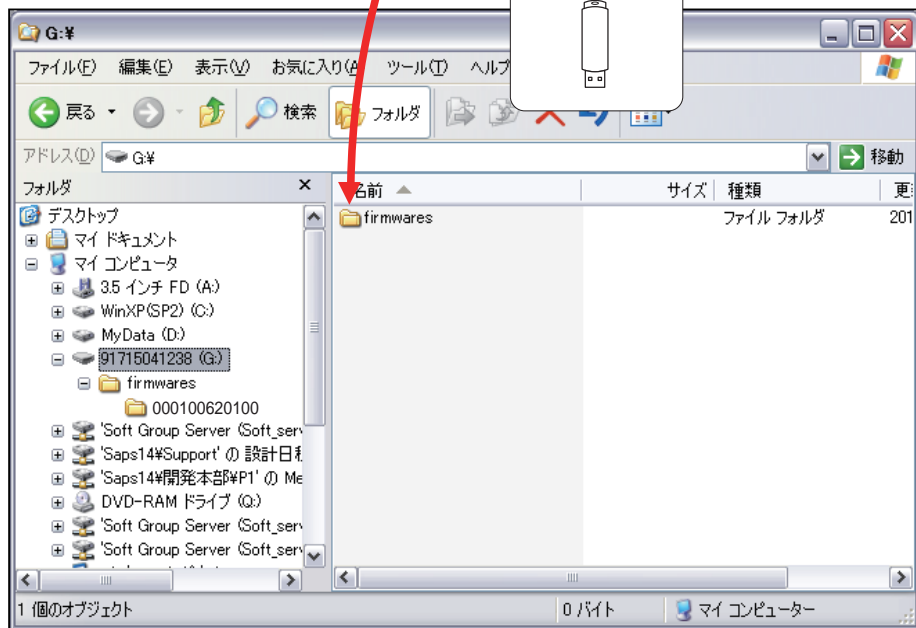 G:¥
ファイル(F) 編集(E) 表示(V) お気に入り(A ツール(T) ヘルプ
戻る 検索 フォルダ
アドレス(D) G:¥ 移動
フォルダ x
名前 サイズ 種類 更
デスクトップ
マイ ドキュメント
マイ コンピュータ
3.5 インチ FD (A:)
WinXP(SP2) (C:)
MyData (D:)
91715041238 (G:)
firmwares
000100620100
'Soft Group Server (Soft_serv
'Saps14¥Support' の 設計日程
'Saps14¥開発本部¥P1' の Me
DVD-RAM ドライブ (Q:)
'Soft Group Server (Soft_serv
'Soft Group Server (Soft_serv
firmwares ファイル フォルダ 201
1 個のオブジェクト 0 バイト マイ コンピューター